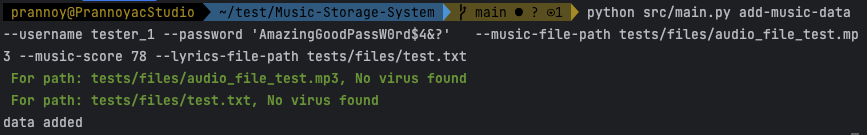 prannoy@PrannoyacStudio ~/test/Music-Storage-System main ● ? ⊙1 python src/main.py add-music-data
--username tester_1 --password 'AmazingGoodPassW0rd$4&?' --music-file-path tests/files/audio_file_test.mp
3 --music-score 78 --lyrics-file-path tests/files/test.txt
For path: tests/files/audio_file_test.mp3, No virus found
For path: tests/files/test.txt, No virus found
data added